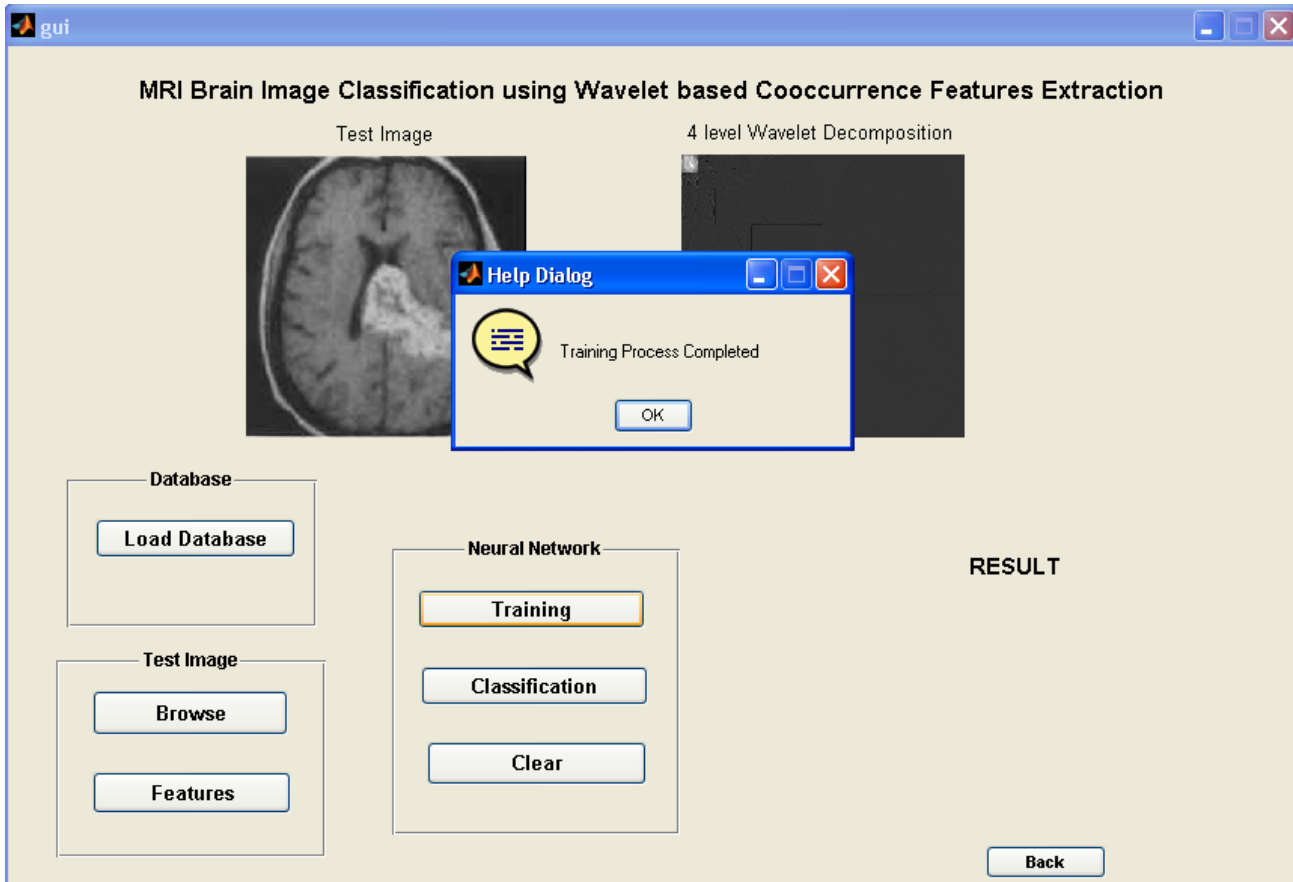 gui
MRI Brain Image Classification using Wavelet based Cooccurrence Features Extraction
Test Image
4 level Wavelet Decomposition
Help Dialog
Training Process Completed
OK
Database
Load Database
Neural Network
RESULT
Training
Test Image
Classification
Browse
Clear
Features
Back